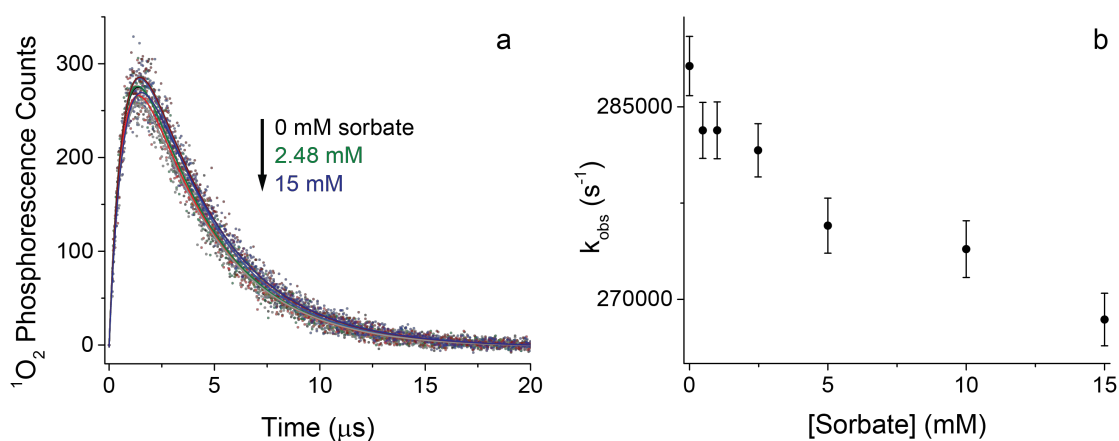 a
300
200
100
0
¹O₂ Phosphorescence Counts
0 mM sorbate
2.48 mM
15 mM
0 5 10 15 20
Time (μs)
b
285000
270000
k_obs (s⁻¹)
0 5 10 15
[Sorbate] (mM)